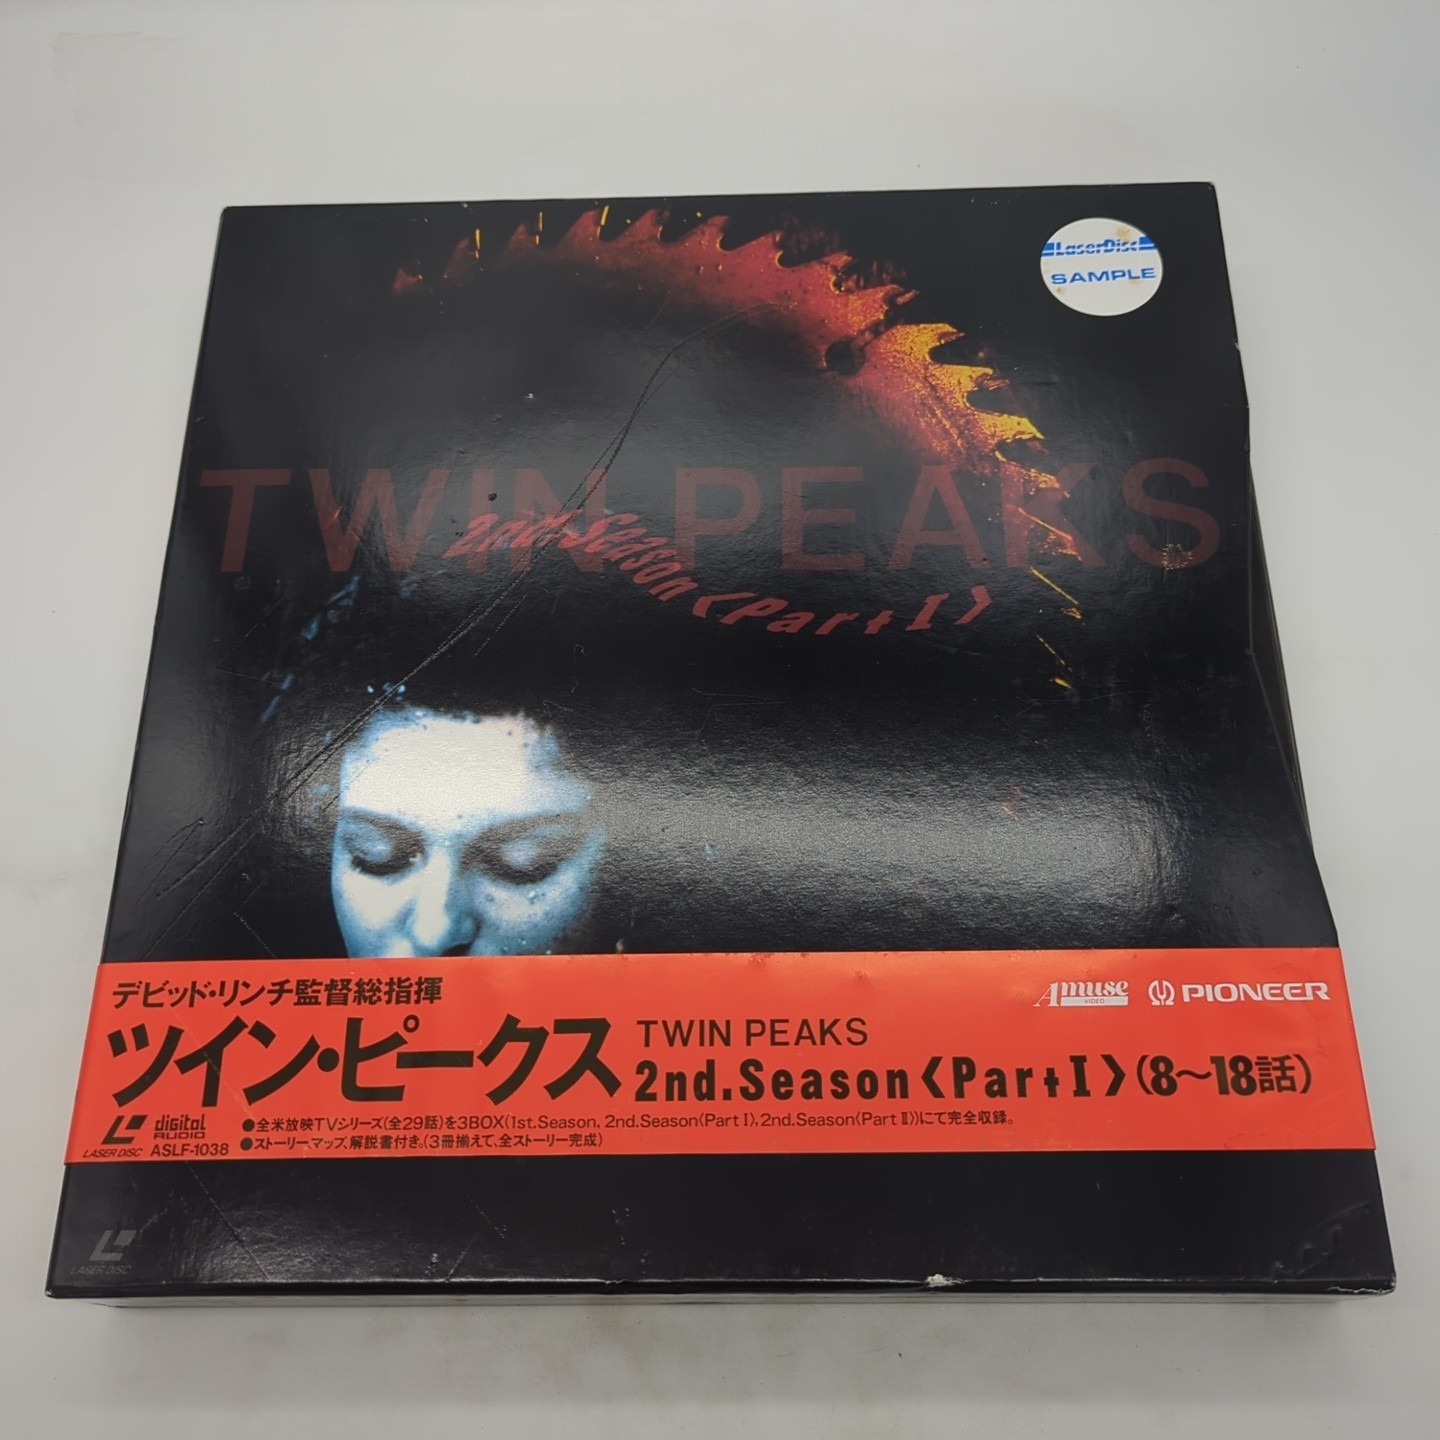 LaserDisc
SAMPLE
TWIN PEAKS
2nd.Season〈Part I〉
デビッド・リンチ監督総指揮
Amuse
VIDEO
PIONEER
ツイン・ピークス
TWIN PEAKS
2nd.Season〈Part I〉(8〜18話)
LASER DISC
digital
AUDIO
ASLF-1038
●全米放映TVシリーズ(全29話)を3BOX(1st.Season, 2nd.Season〈Part I〉, 2nd.Season〈Part II〉)にて完全収録。
●ストーリー、マップ、解説書付き。(3冊揃えて、全ストーリー完成)
LASER DISC